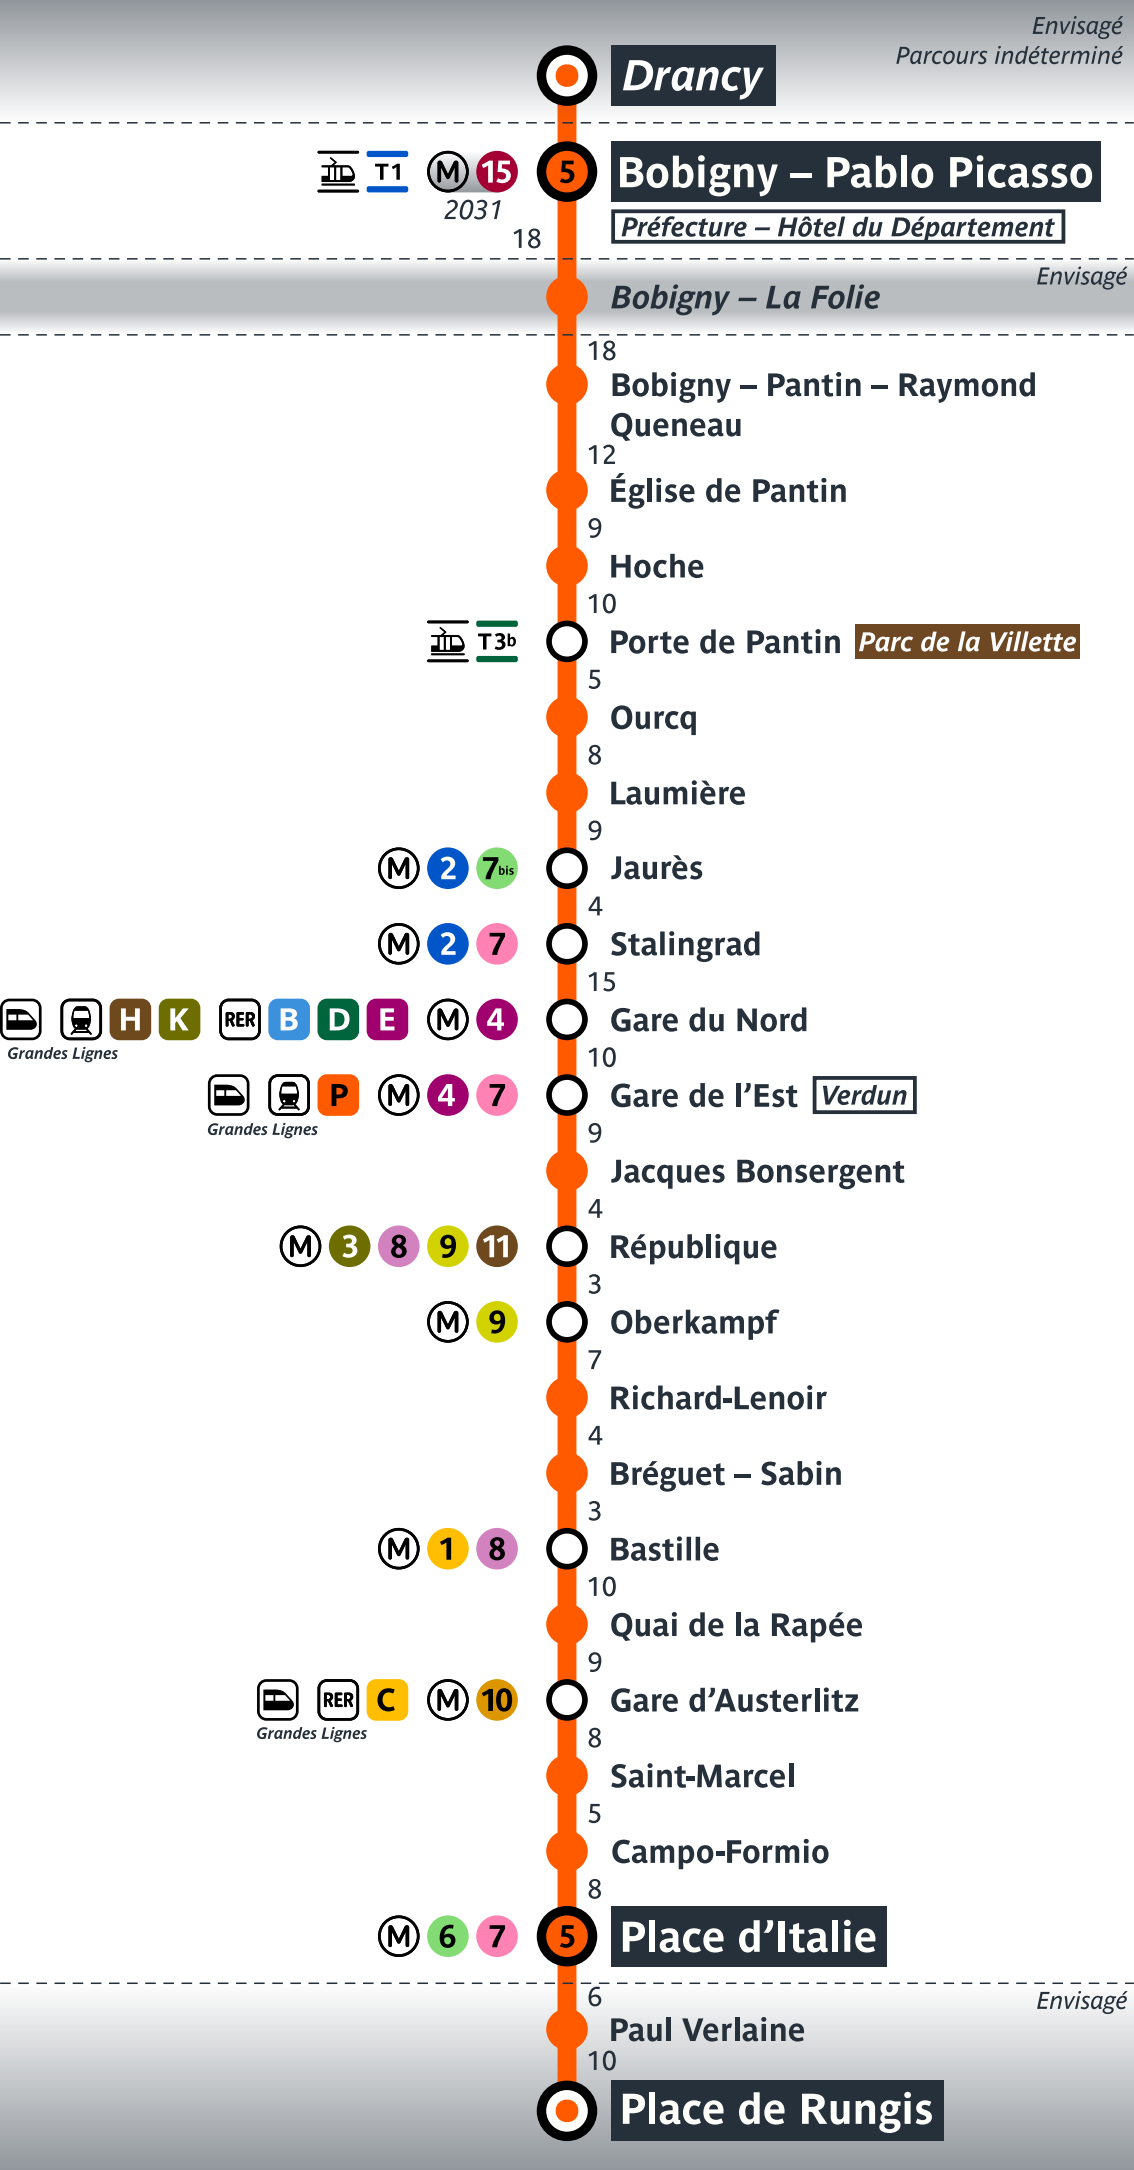 Envisagé
Parcours indéterminé
Drancy
T1 M 15 5 Bobigny – Pablo Picasso
2031
Préfecture – Hôtel du Département
18
Envisagé
Bobigny – La Folie
18
Bobigny – Pantin – Raymond
Queneau
12
Église de Pantin
9
Hoche
10
T3b Porte de Pantin Parc de la Villette
5
Ourcq
8
Laumière
9
M 2 7bis Jaurès
4
M 2 7 Stalingrad
15
H K RER B D E M 4 Gare du Nord
Grandes Lignes
10
P M 4 7 Gare de l’Est Verdun
Grandes Lignes
9
Jacques Bonsergent
4
M 3 8 9 11 République
3
M 9 Oberkampf
7
Richard-Lenoir
4
Bréguet – Sabin
3
M 1 8 Bastille
10
Quai de la Rapée
9
RER C M 10 Gare d’Austerlitz
Grandes Lignes
8
Saint-Marcel
5
Campo-Formio
8
M 6 7 5 Place d’Italie
6
Envisagé
Paul Verlaine
10
Place de Rungis